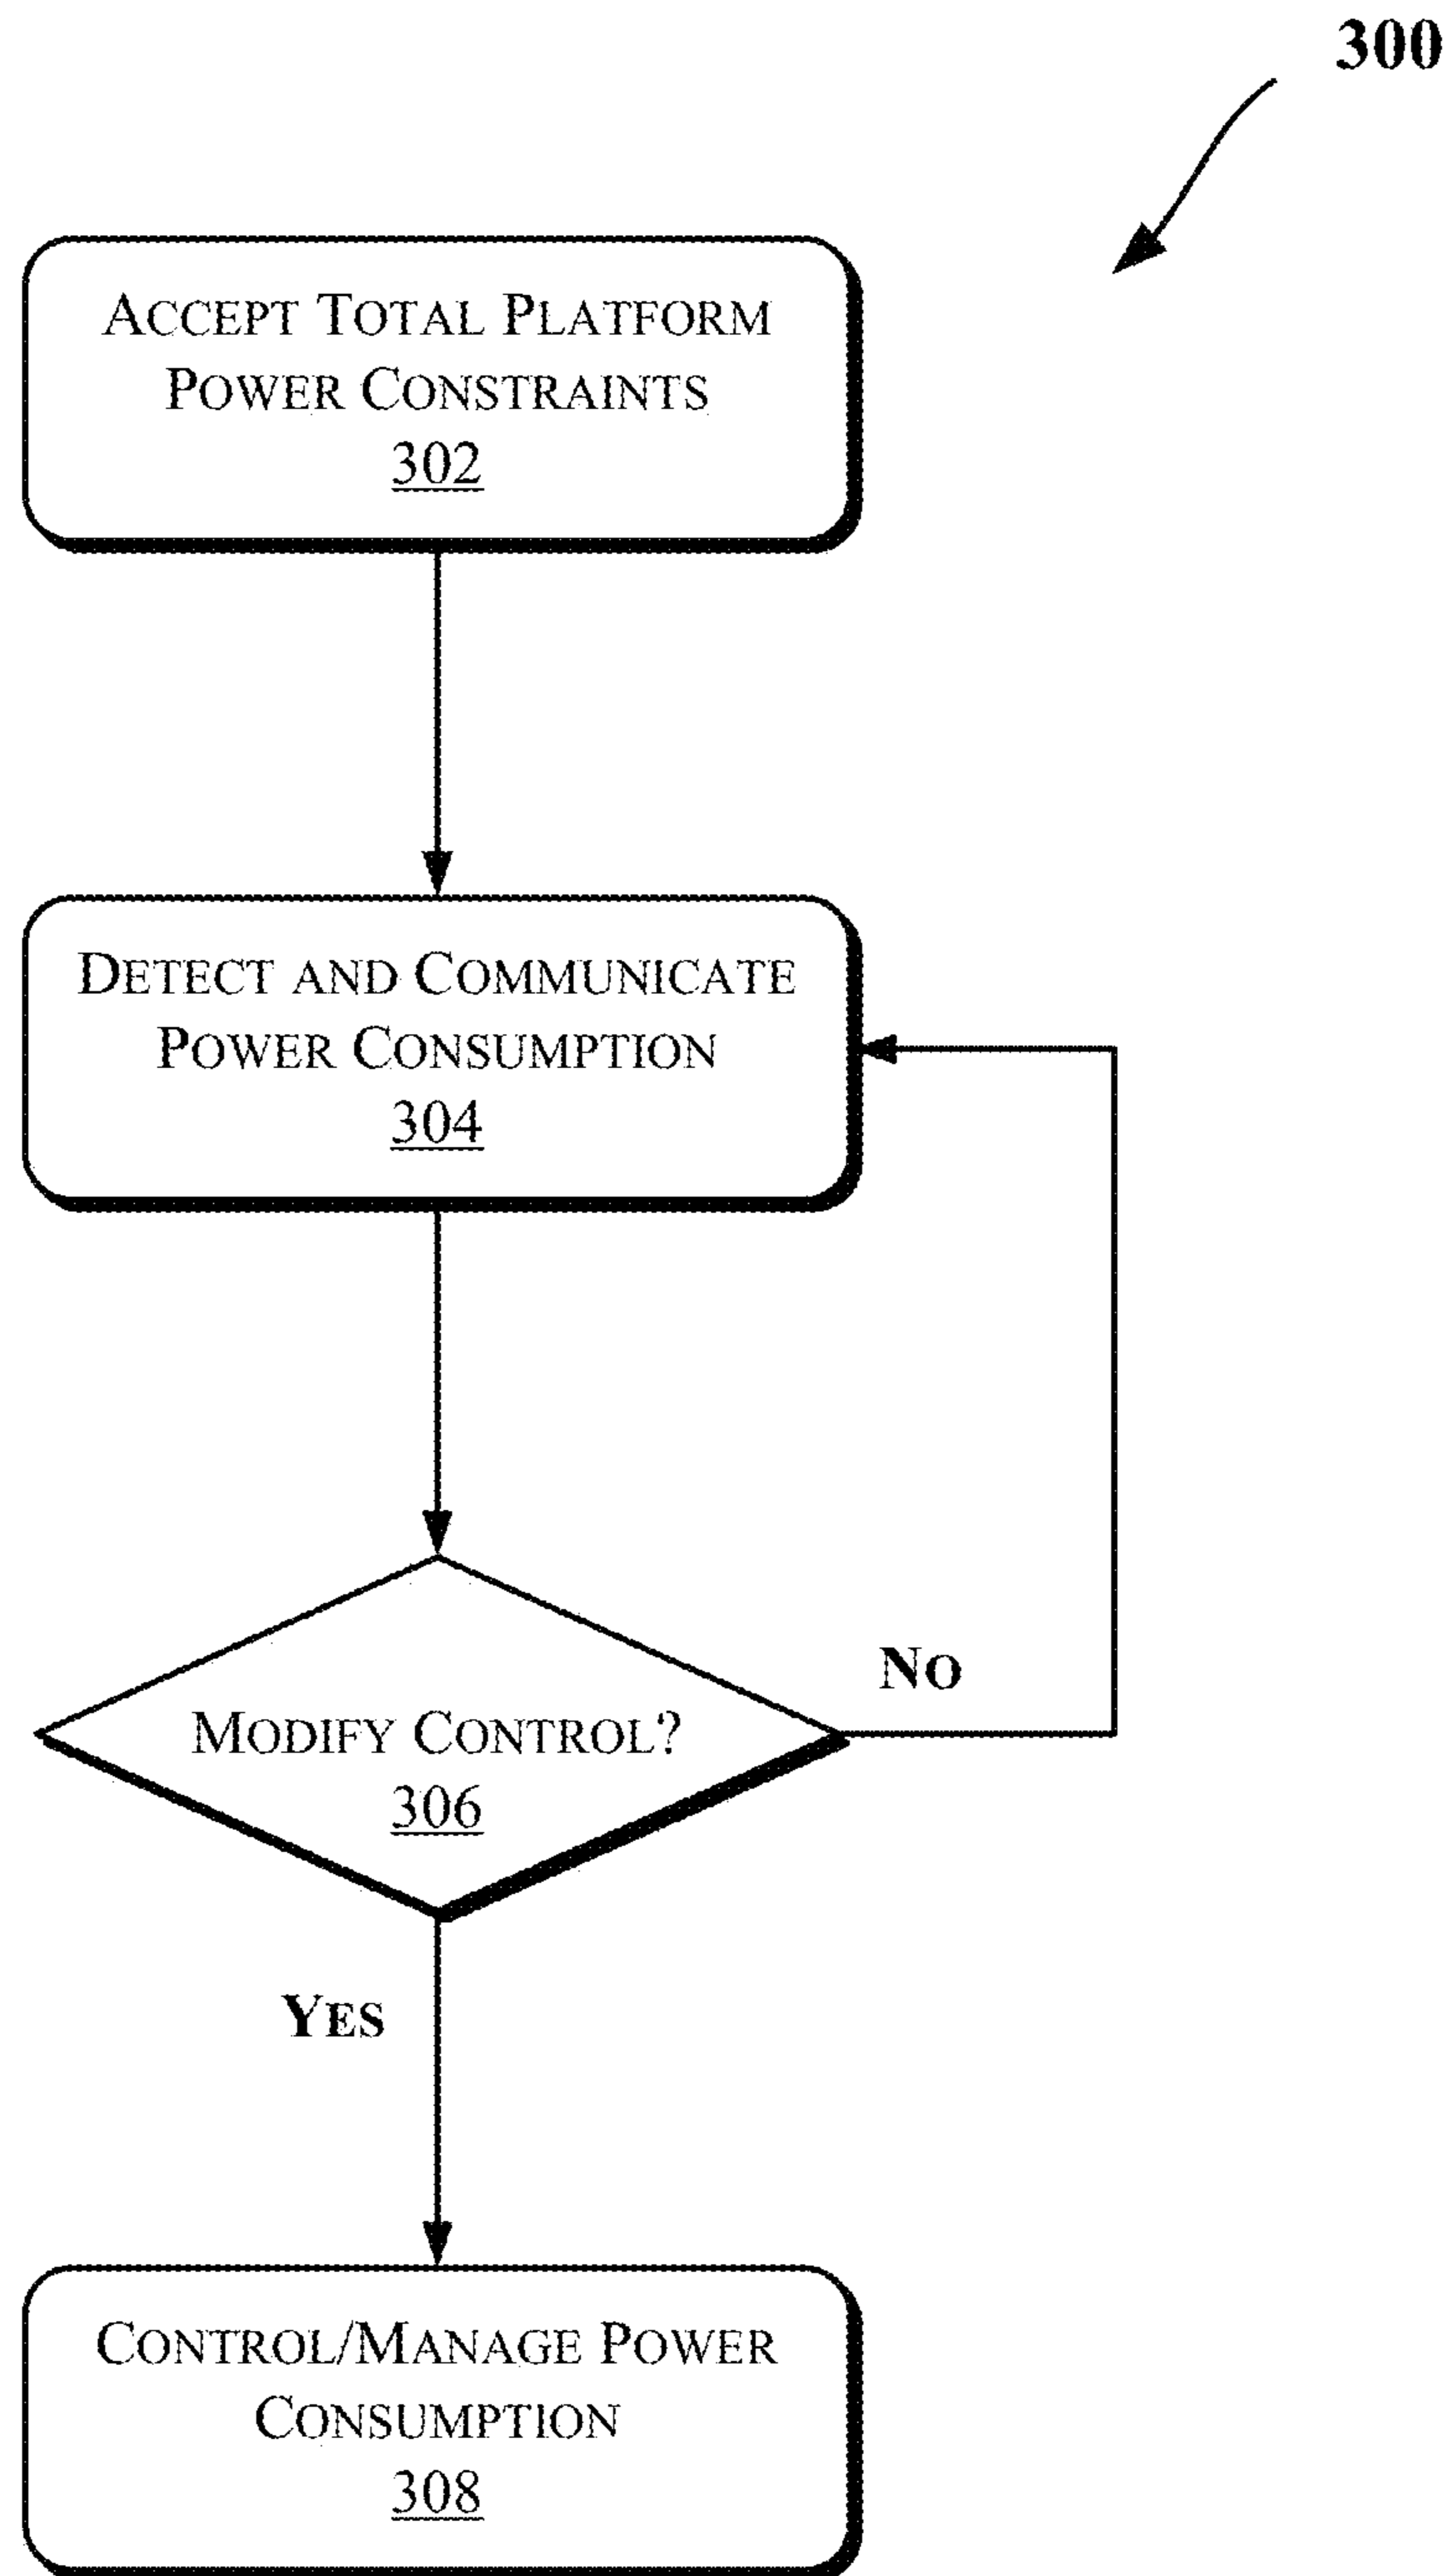 300
ACCEPT TOTAL PLATFORM
POWER CONSTRAINTS
302
DETECT AND COMMUNICATE
POWER CONSUMPTION
304
NO
MODIFY CONTROL?
306
YES
CONTROL/MANAGE POWER
CONSUMPTION
308